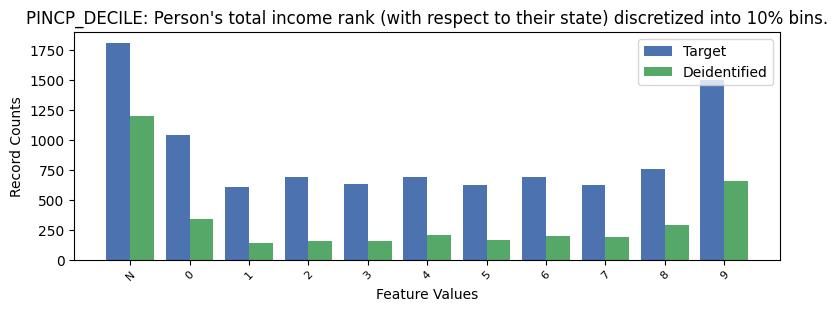 PINCP_DECILE: Person's total income rank (with respect to their state) discretized into 10% bins.
Target
Deidentified
Record Counts
1750
1500
1250
1000
750
500
250
0
N 0 1 2 3 4 5 6 7 8 9
Feature Values